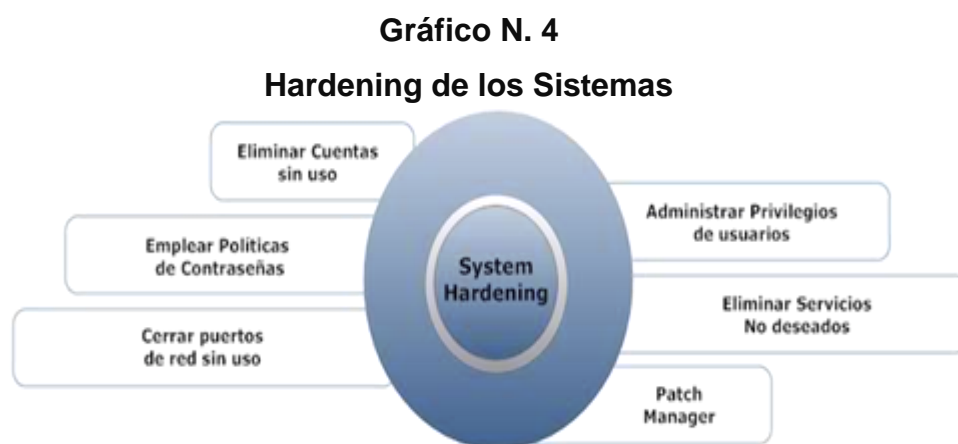 Gráfico N. 4
Hardening de los Sistemas
Eliminar Cuentas
sin uso
Emplear Políticas
de Contraseñas
Cerrar puertos
de red sin uso
System
Hardening
Administrar Privilegios
de usuarios
Eliminar Servicios
No deseados
Patch
Manager